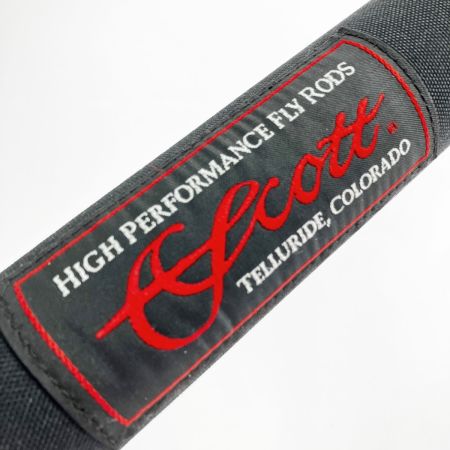 HIGH PERFORMANCE FLY RODS
Scott
TELLURIDE, COLORADO